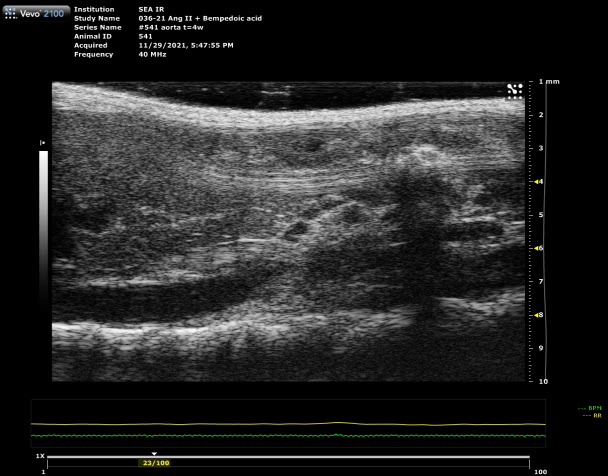 Vevo 2100
Institution SEA IR
Study Name 036-21 Ang II + Bempedoic acid
Series Name #541 aorta t=4w
Animal ID 541
Acquired 11/29/2021, 5:47:55 PM
Frequency 40 MHz
1 mm
2
3
4
5
6
7
8
9
10
BPM
RR
1X
23/100
1 100